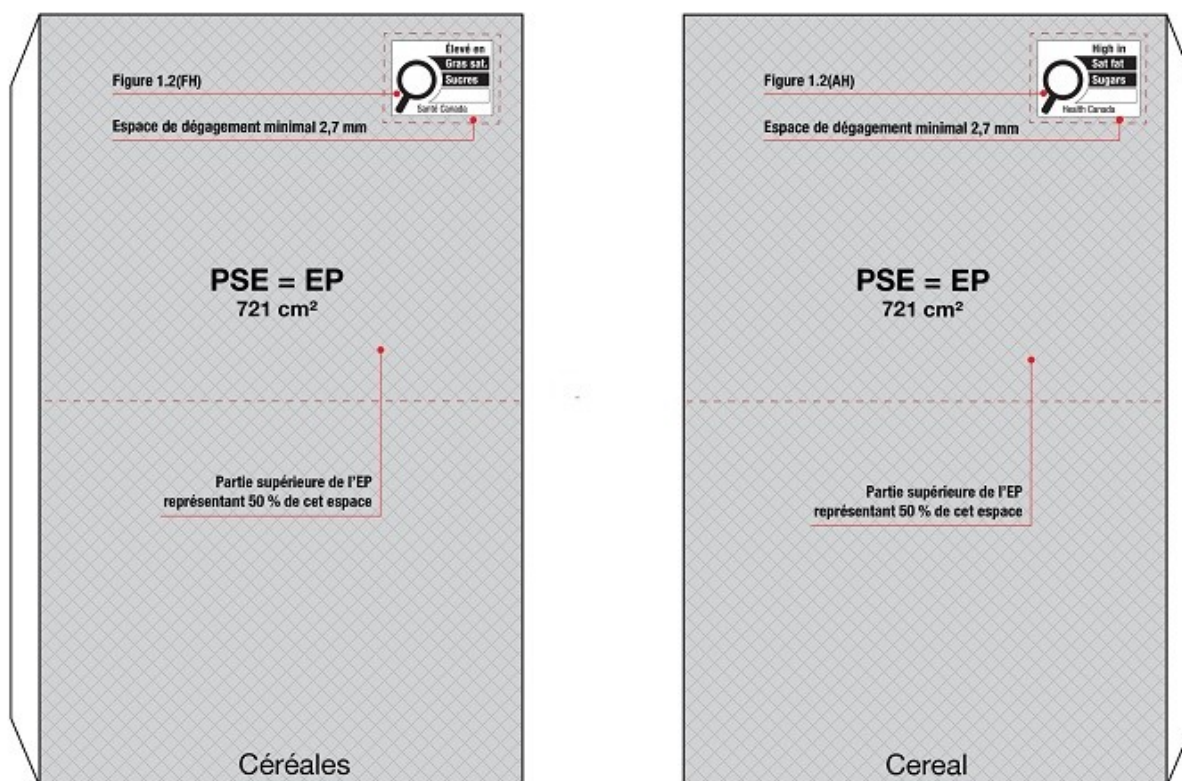 Élevé en
Gras sat.
Sucres
Santé Canada
Figure 1.2(FH)
Espace de dégagement minimal 2,7 mm
PSE = EP
721 cm²
Partie supérieure de l'EP
représentant 50 % de cet espace
Céréales
High in
Sat fat
Sugars
Health Canada
Figure 1.2(AH)
Espace de dégagement minimal 2,7 mm
PSE = EP
721 cm²
Partie supérieure de l'EP
représentant 50 % de cet espace
Cereal